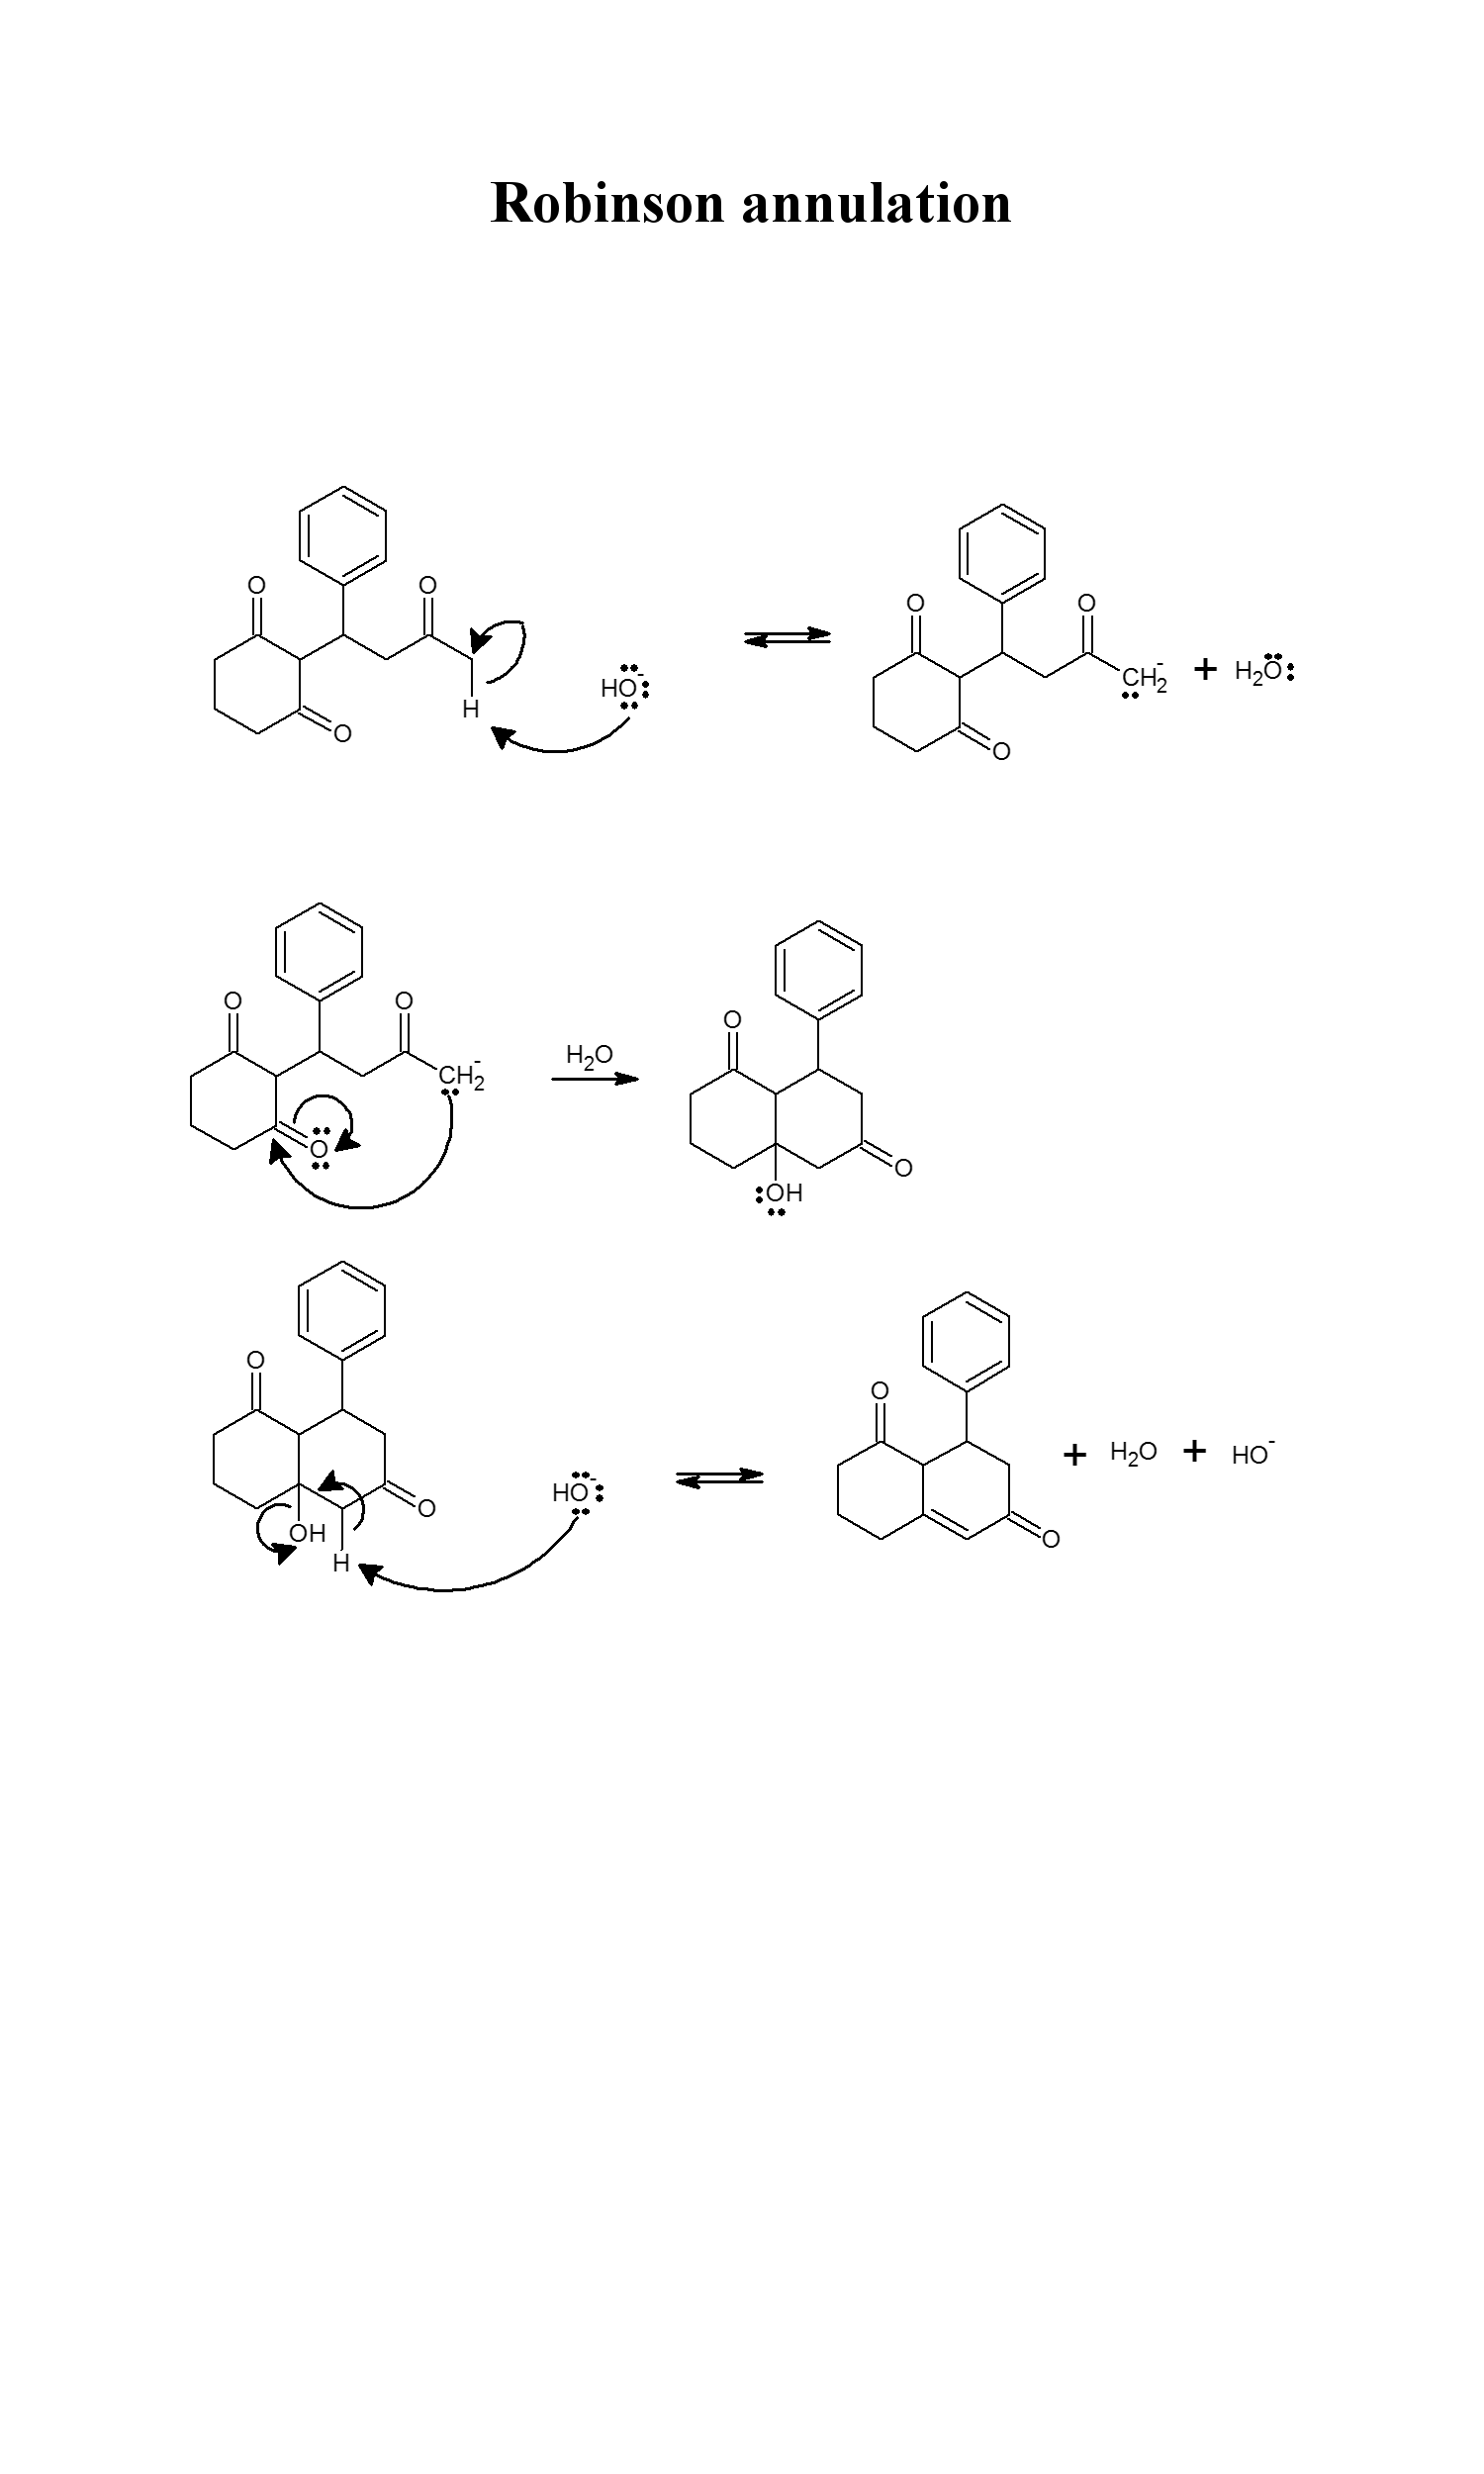 Robinson annulation
O O
HO-
H
O
O O
CH2- + H2O
O
O O
CH2-
O
H2O
O
O
OH
O
O
OH
H
HO-
O
O
+ H2O + HO-